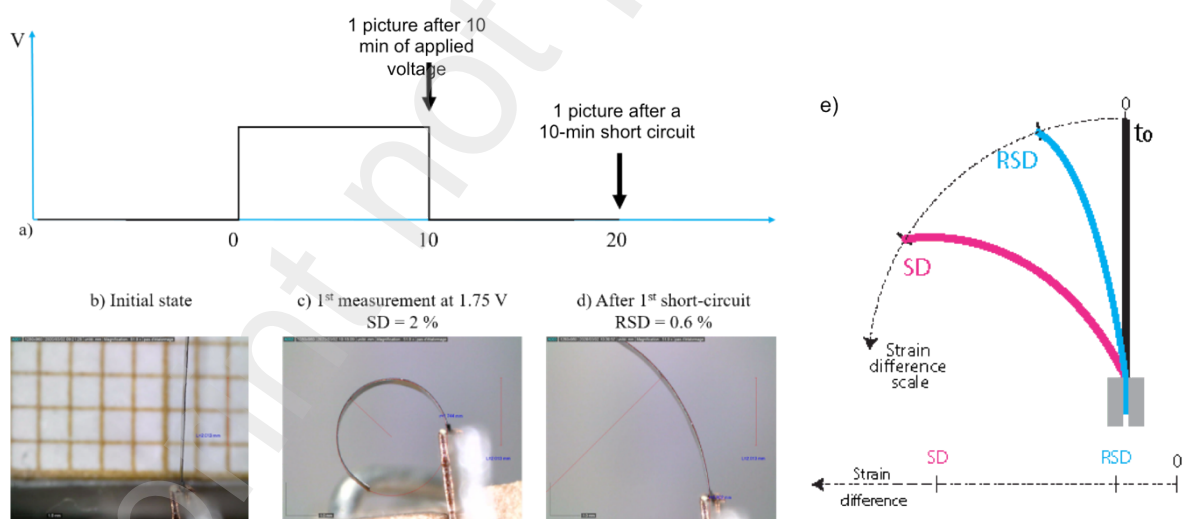 1 picture after 10
min of applied
voltage
V
1 picture after a
10-min short circuit
a)
0
10
20
b) Initial state
c) 1st measurement at 1.75 V
SD = 2 %
d) After 1st short-circuit
RSD = 0.6 %
e)
0
t0
RSD
SD
Strain
difference
scale
SD
RSD
0
Strain
difference
print not